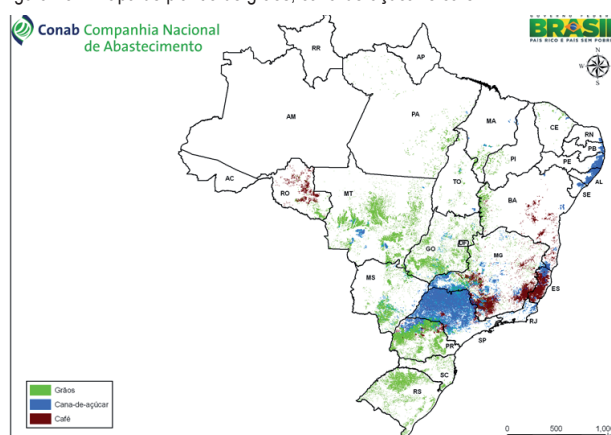 Conab Companhia Nacional
de Abastecimento
BRASIL
PAÍS RICO É PAÍS SEM POBREZA
N
W
S
RR
AP
AM
PA
MA
CE
RN
PB
PE
AL
SE
PI
AC
RO
TO
BA
MT
DF
GO
MG
ES
MS
RJ
SP
PR
SC
RS
Grãos
Cana-de-açúcar
Café
0 500 1,00